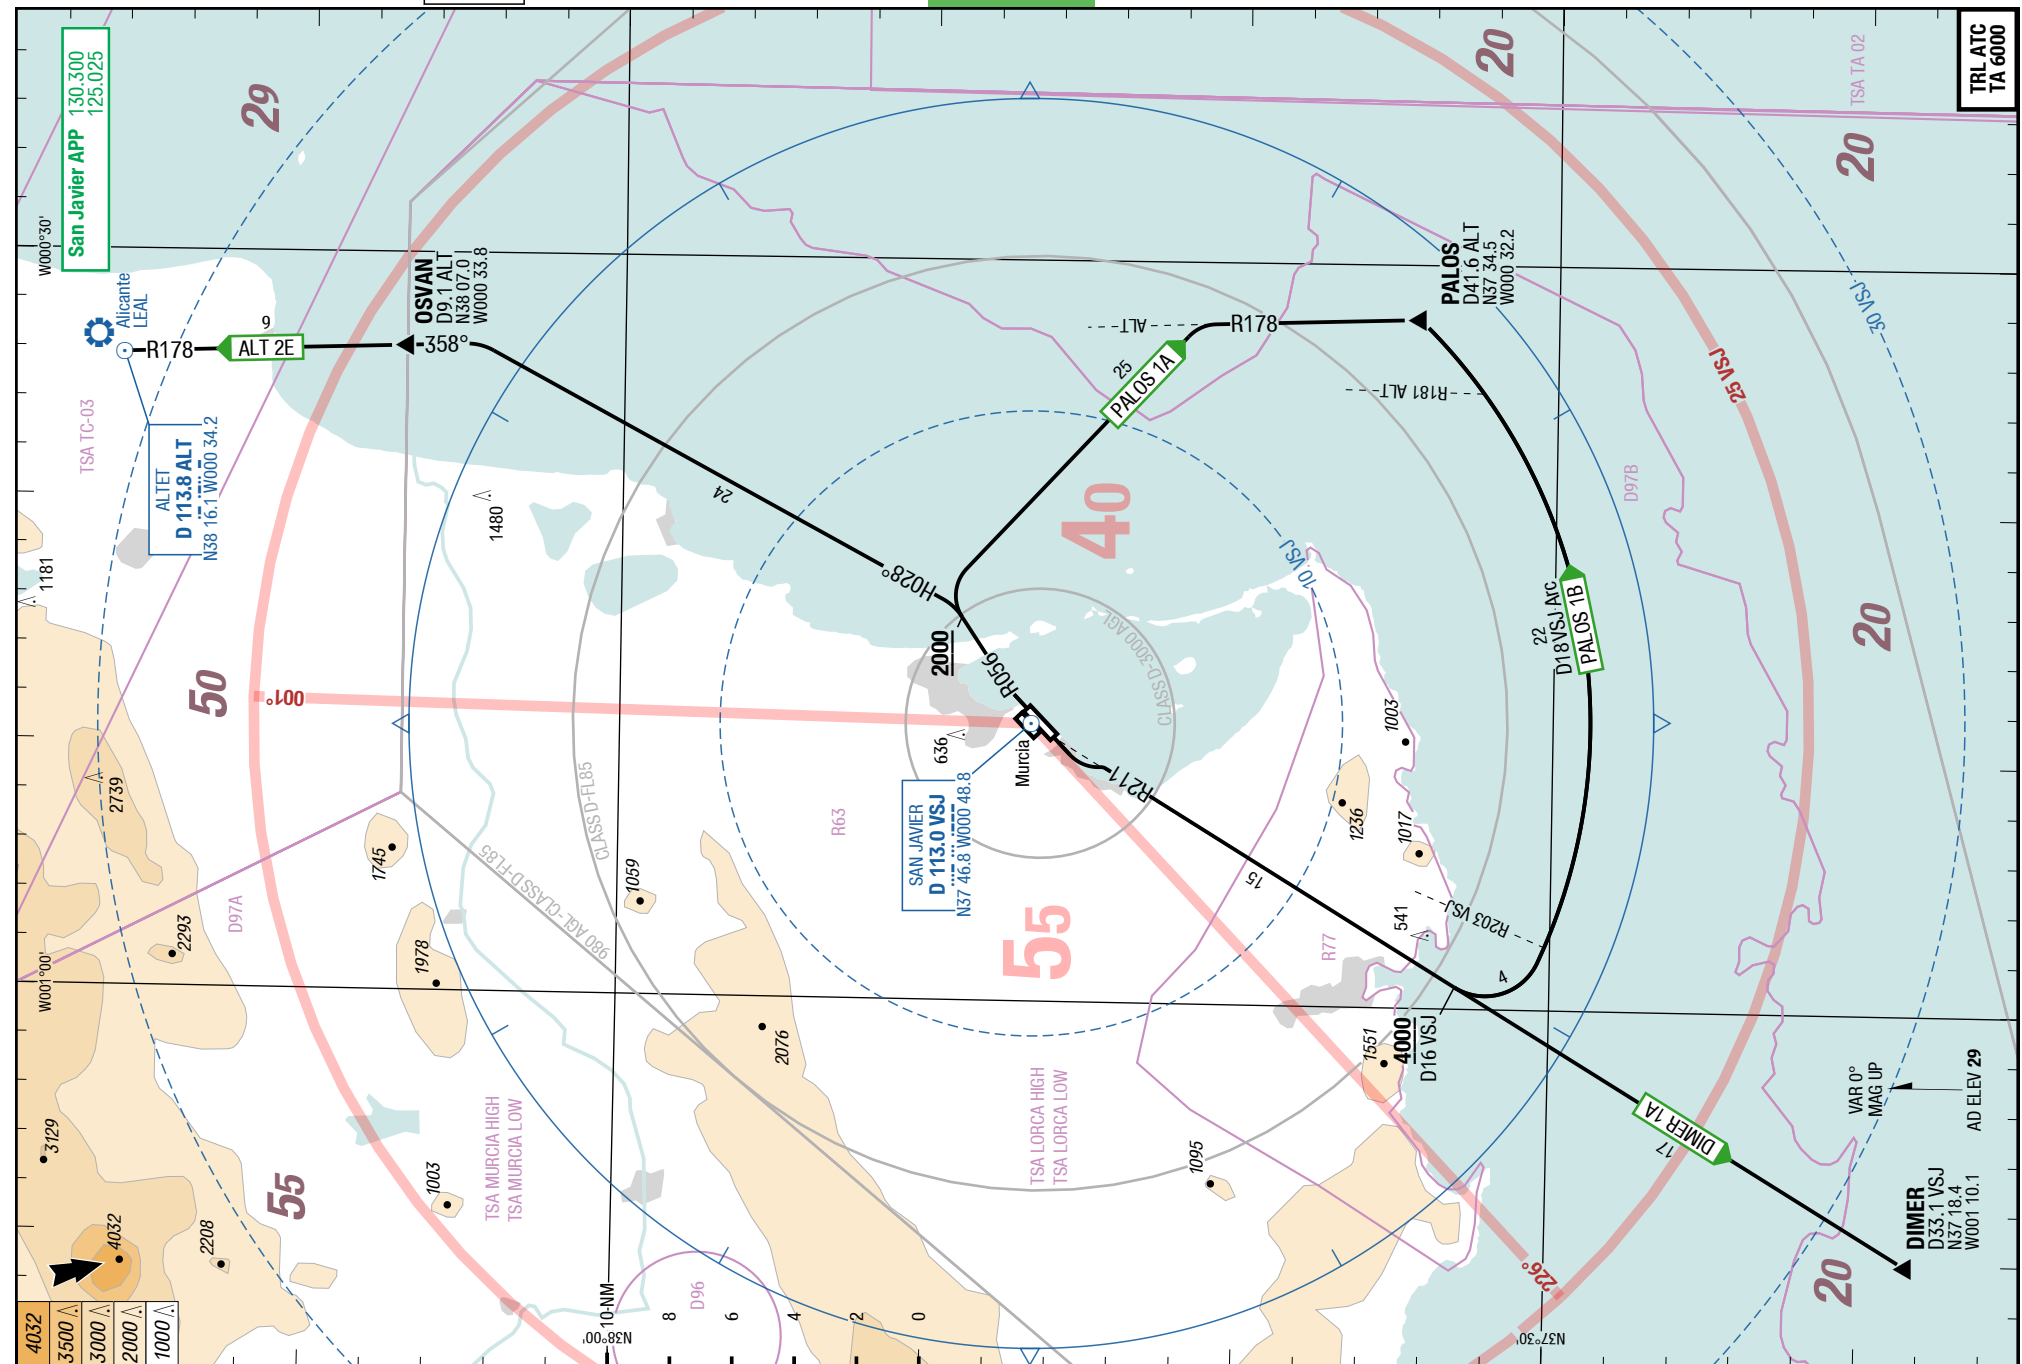 San Javier APP 130.300
125.025
TRL ATC
TA 6000
29
20
TSA TA 02
20
W000°30'
Alicante
LEAL
R178
ALT 2E
9
OSVAN
D9.1 ALT
N38 07.0
W000 33.8
358°
ALTET
D 113.8 ALT
N38 16.1 W000 34.2
TSA TC-03
1181
1480
24
H028°
2000
R056
PALOS 1A
25
ALT
R178
PALOS
D41.6 ALT
N37 34.5
W000 32.2
R181 ALT
25 VSJ
30 VSJ
D97B
40
10 VSJ
CLASS D-3000 AGL
22
D18 VSJ Arc
PALOS 1B
20
50
001°
636
Murcia
SAN JAVIER
D 113.0 VSJ
N37 46.8 W000 48.8
R211
15
R63
CLASS D-FL85
980 AGL-CLASS D-FL85
2739
1745
2293
D97A
1978
1059
2076
W001°00'
55
1003
1236
1017
541
R203 VSJ
R77
4
4000
D16 VSJ
1551
TSA LORCA HIGH
TSA LORCA LOW
1095
TSA MURCIA HIGH
TSA MURCIA LOW
1003
3129
4032
2208
55
DIMER 1A
17
226°
DIMER
D33.1 VSJ
N37 18.4
W001 10.1
VAR 0°
MAG UP
AD ELEV 29
20
D96
10 NM
8
6
4
2
0
N38°00'
N37°30'
4032
3500
3000
2000
1000